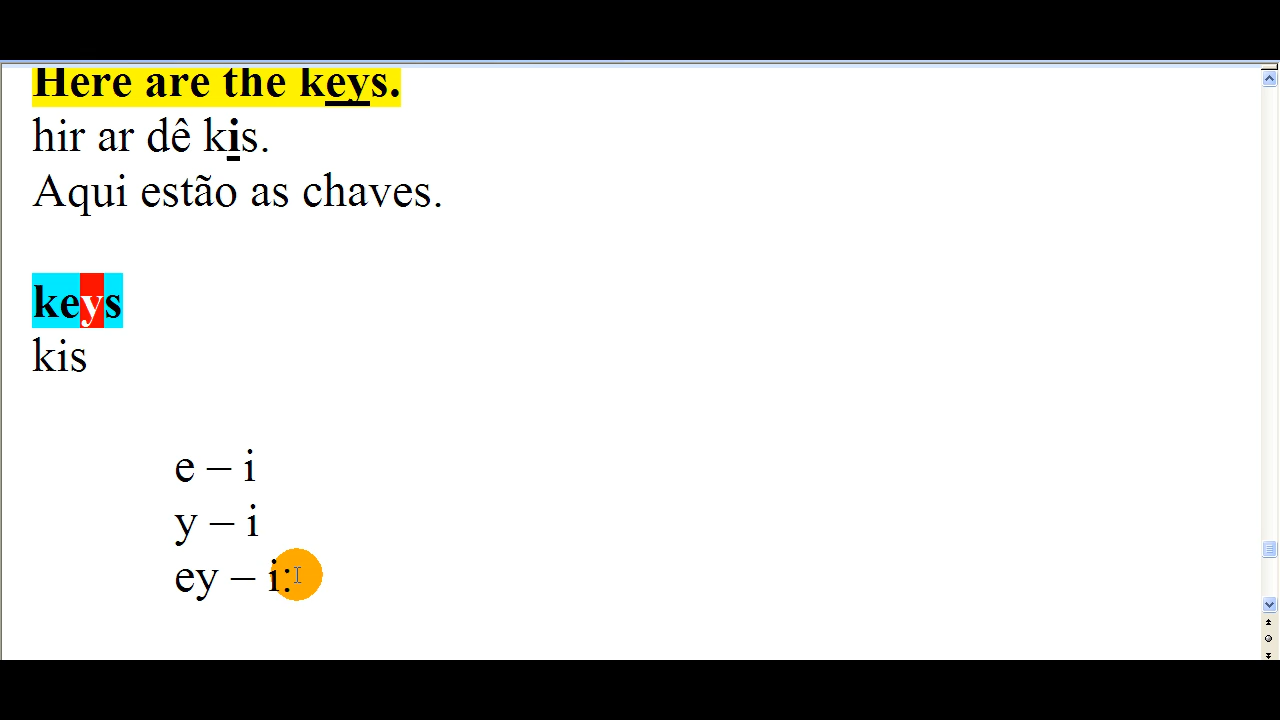 Here are the keys.
hir ar dê kis.
Aqui estão as chaves.
keys
kis
e – i
y – i
ey – i: